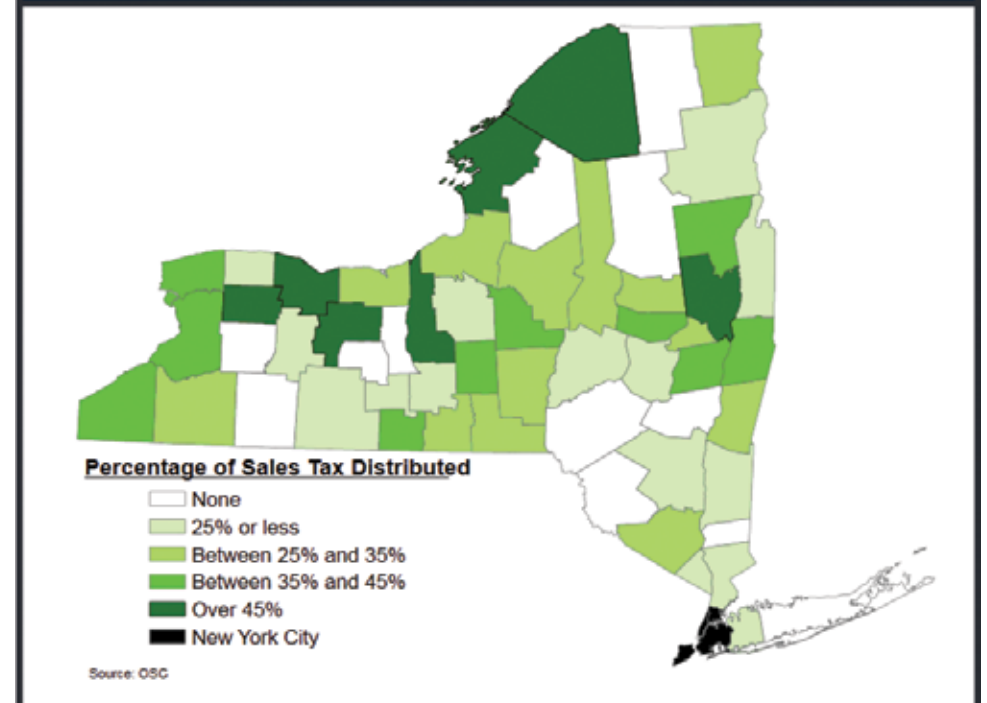 Percentage of Sales Tax Distributed
None
25% or less
Between 25% and 35%
Between 35% and 45%
Over 45%
New York City
Source: OSC